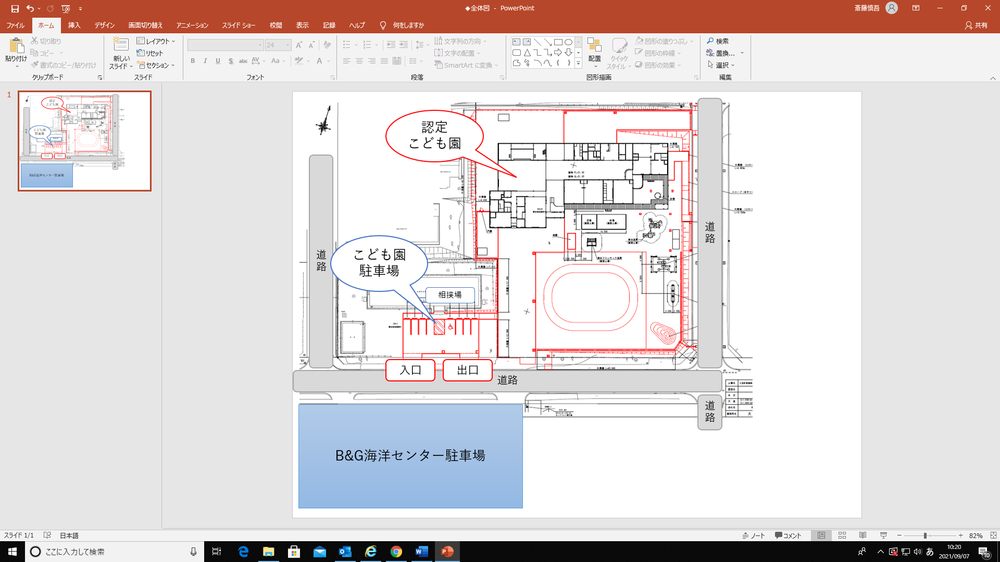 ◆全体図 - PowerPoint
斎藤慎吾
ファイル
ホーム
挿入
デザイン
画面切り替え
アニメーション
スライド ショー
校閲
表示
記録
ヘルプ
何をしますか
共有
貼り付け
切り取り
コピー
書式のコピー/貼り付け
クリップボード
新しい
スライド
レイアウト
リセット
セクション
スライド
24
B I U S abc AV Aa A
フォント
文字列の方向
文字の配置
SmartArt に変換
段落
配置
クイック
スタイル
図形の塗りつぶし
図形の枠線
図形の効果
図形描画
検索
置換...
選択
編集
1
認定
こども園
こども園
駐車場
入口
出口
B&G海洋センター駐車場
認定
こども園
道路
こども園
駐車場
相撲場
道路
入口
出口
道路
道路
B&G海洋センター駐車場
スライド 1/1
日本語
ノート
コメント
82%
ここに入力して検索
あ
10:20
2021/09/07
10